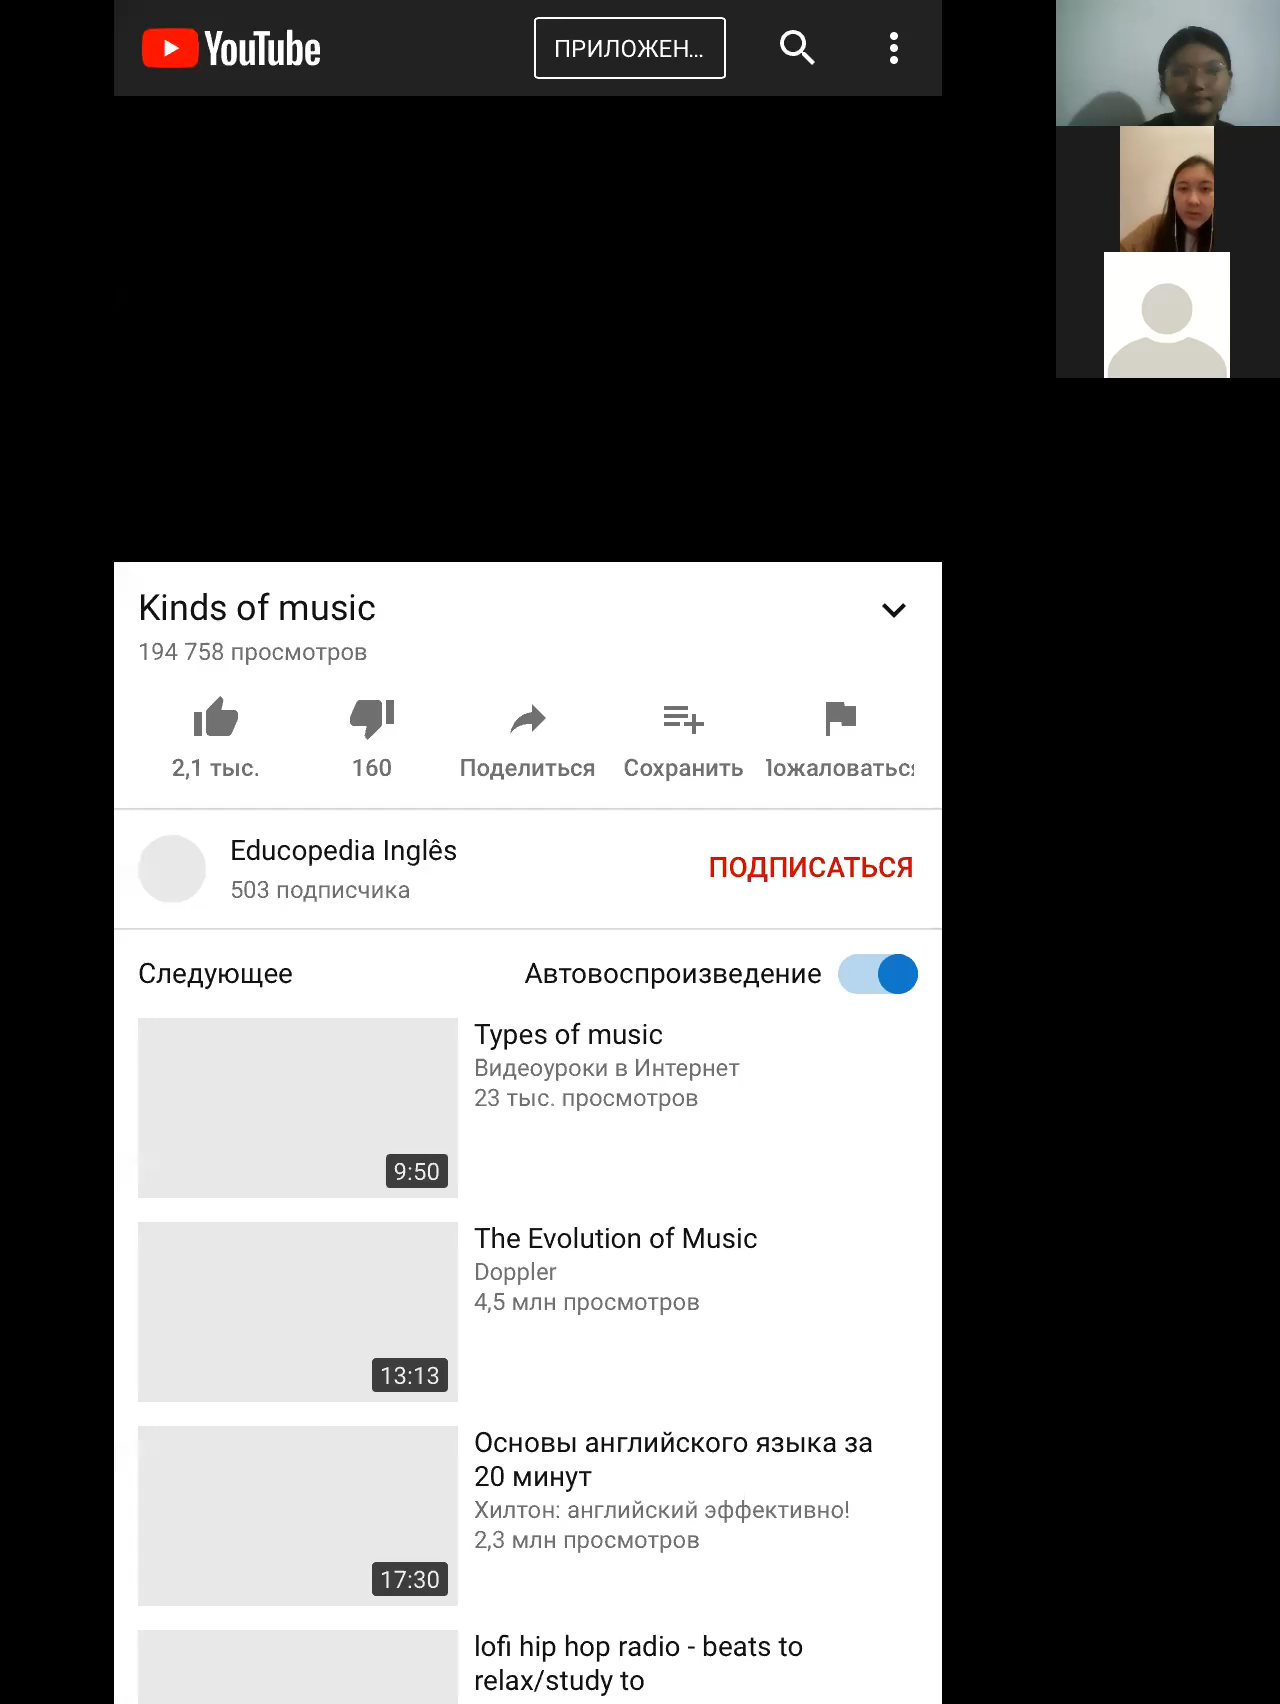 YouTube
ПРИЛОЖЕН...
Kinds of music
194 758 просмотров
2,1 тыс.
160
Поделиться
Сохранить
Пожаловаться
Educopedia Inglês
503 подписчика
ПОДПИСАТЬСЯ
Следующее
Автовоспроизведение
Types of music
Видеоуроки в Интернет
23 тыс. просмотров
9:50
The Evolution of Music
Doppler
4,5 млн просмотров
13:13
Основы английского языка за
20 минут
Хилтон: английский эффективно!
2,3 млн просмотров
17:30
lofi hip hop radio - beats to
relax/study to